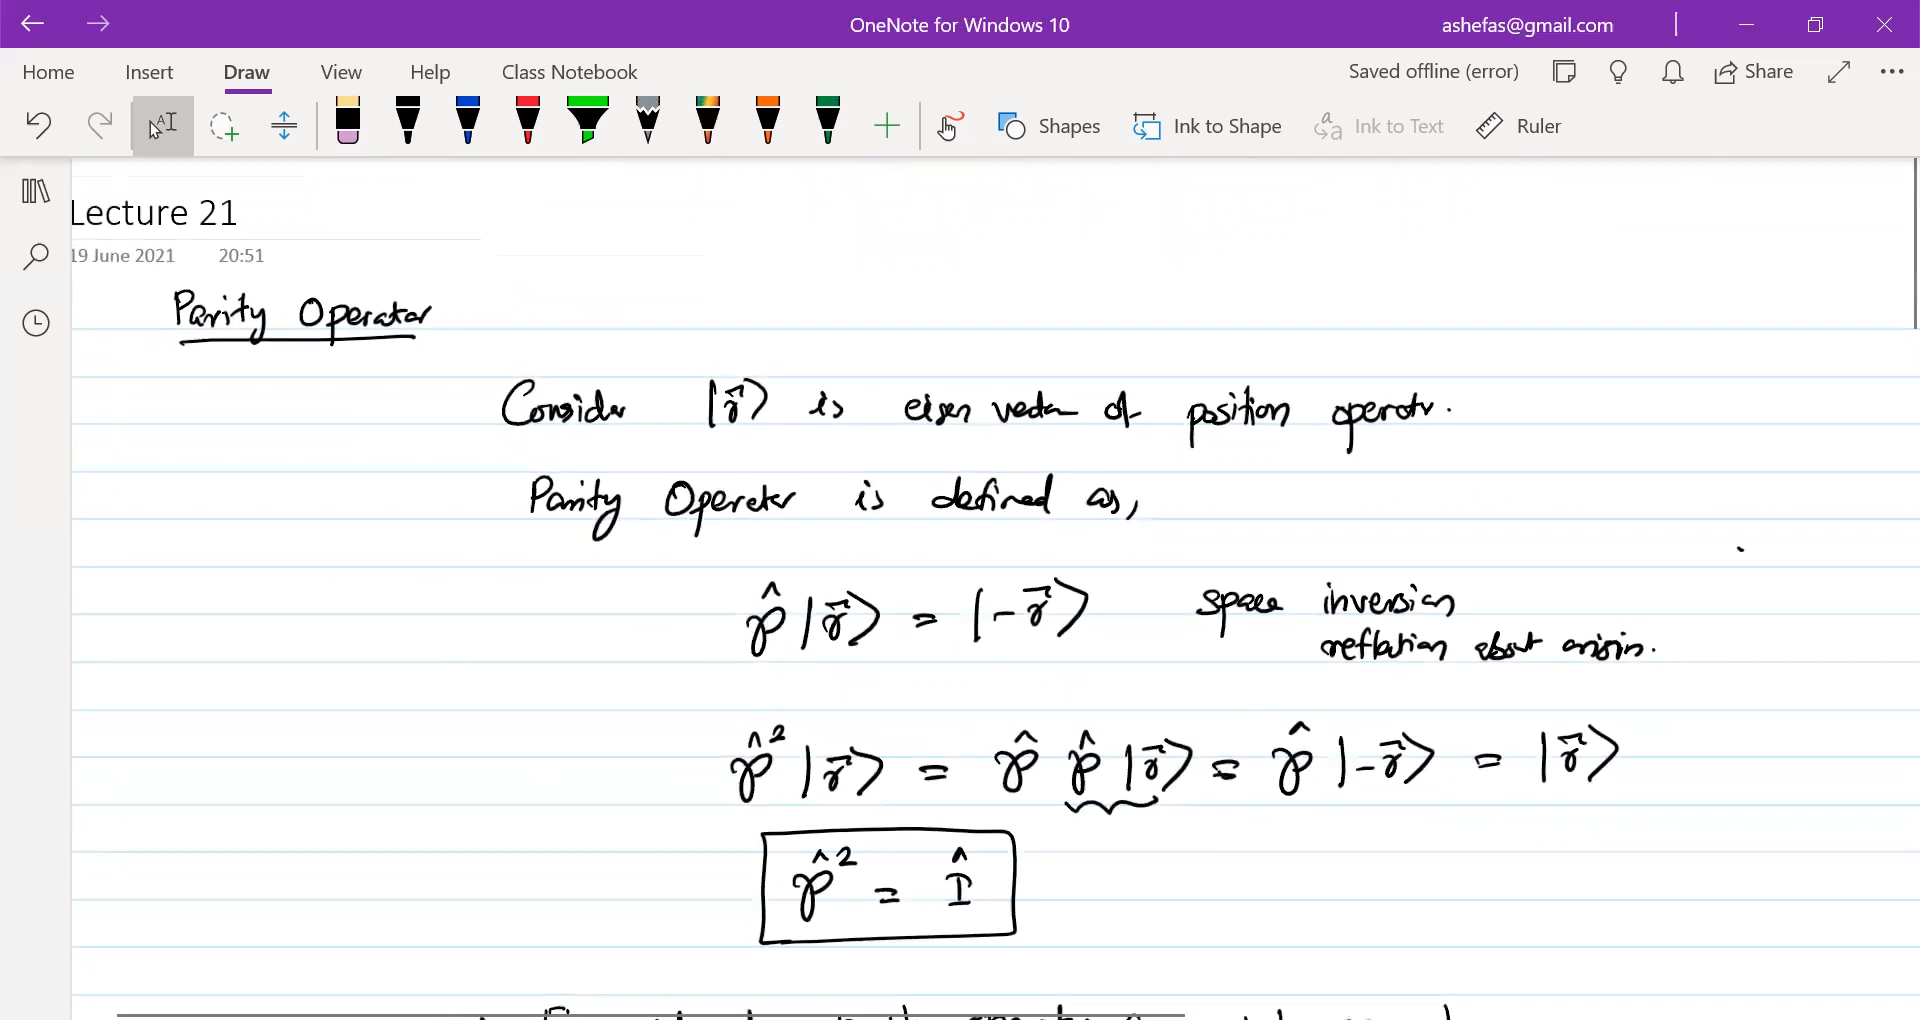 OneNote for Windows 10
ashefas@gmail.com
Home Insert Draw View Help Class Notebook
Saved offline (error) Share
Shapes Ink to Shape Ink to Text Ruler
Lecture 21
19 June 2021 20:51
Parity Operator
Consider |r⃗⟩ is eigen vector of position operator.
Parity Operator is defined as,
P̂ |r⃗⟩ = |-r⃗⟩ space inversion
reflection about origin.
P̂² |r⃗⟩ = P̂ P̂ |r⃗⟩ = P̂ |-r⃗⟩ = |r⃗⟩
P̂² = Î